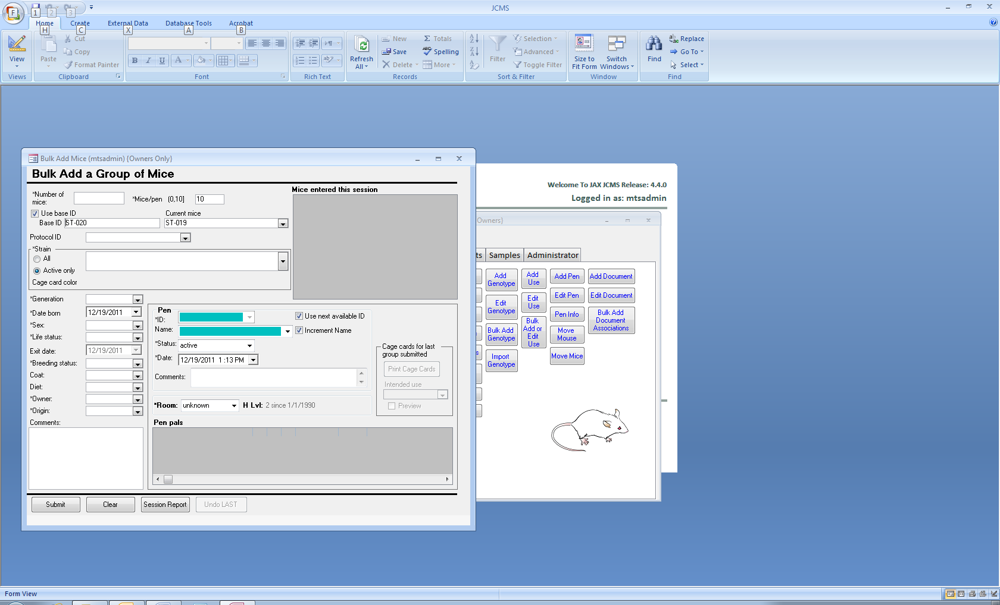 JCMS
F
1
2
3
Home
Create
External Data
Database Tools
Acrobat
H
C
X
A
B
View
Views
Paste
Cut
Copy
Format Painter
Clipboard
B I U
A
Font
Rich Text
Refresh All
New
Save
Delete
Totals
Spelling
More
Records
Filter
Selection
Advanced
Toggle Filter
Sort & Filter
Size to Fit Form
Switch Windows
Window
Find
Replace
Go To
Select
Find
Bulk Add Mice (mtsadmin) {Owners Only}
Bulk Add a Group of Mice
*Number of mice:
*Mice/pen (0,10] 10
Mice entered this session
Use base ID
Current mice
Base ID ST-020
ST-019
Protocol ID
*Strain
All
Active only
Cage card color
*Generation
*Date born 12/19/2011
*Sex:
*Life status:
Exit date: 12/19/2011
*Breeding status:
Coat:
Diet:
*Owner:
*Origin:
Comments:
Pen
*ID:
Use next available ID
Name:
Increment Name
*Status: active
*Date: 12/19/2011 1:13 PM
Comments:
*Room: unknown
H Lvl: 2 since 1/1/1990
Cage cards for last group submitted
Print Cage Cards
Intended use
Preview
Pen pals
Submit
Clear
Session Report
Undo LAST
Welcome To JAX JCMS Release: 4.4.0
Logged in as: mtsadmin
Owners}
ts
Samples
Administrator
Add Genotype
Add Use
Add Pen
Add Document
Edit Genotype
Edit Use
Edit Pen
Edit Document
Bulk Add Genotype
Bulk Add or Edit Use
Pen Info
Bulk Add Document Associations
Move Mouse
s
Import Genotype
Move Mice
Form View